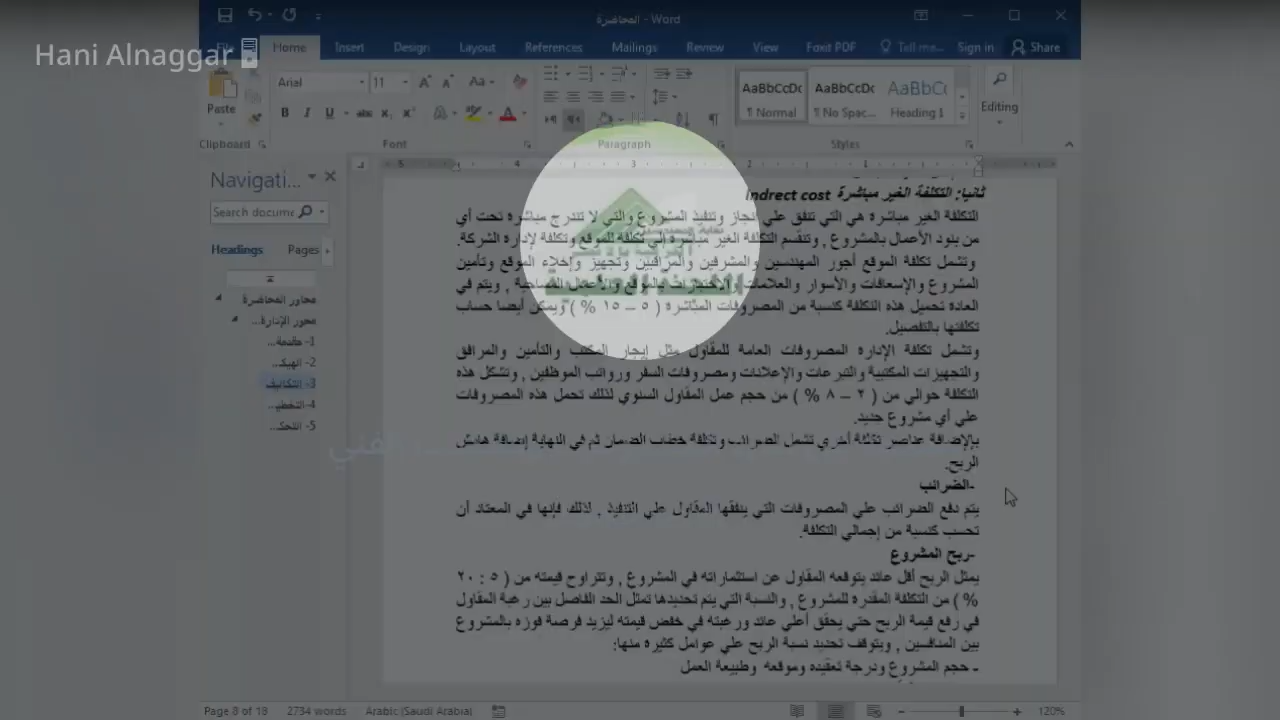 المحاضرة - Word
Hani Alnaggar
Home Insert Design Layout References Mailings Review View Foxit PDF Tell me... Sign in Share
Paste
Arial 11
AaBbCcDc AaBbCcDc AaBbCc
¶ Normal ¶ No Spac... Heading 1
Editing
Clipboard Font Paragraph Styles
5 4 3 2 1
Navigati...
Search docume
Headings Pages
محاور المحاضرة
محور الإدارة:
1- مقدمة...
2- الهيك...
3- التكاليف
4- التخطي...
5- التحك...
ثانيا: التكلفة الغير مباشرة Indrect cost
التكلفة الغير مباشرة هي التي تنفق علي إنجاز وتنفيذ المشروع والتي لا تندرج مباشرة تحت أي
من بنود الأعمال بالمشروع , وتنقسم التكلفة الغير مباشرة إلي تكلفة للموقع وتكلفة لإدارة الشركة.
وتشمل تكلفة الموقع أجور المهندسين والمشرفين والمراقبين وتجهيز وإخلاء الموقع وتأمين
المشروع والإسعافات والأسوار والعلامات والاختبارات بالموقع والأعمال المساحية , ويتم في
العادة تحميل هذه التكلفة كنسبة من المصروفات المباشرة ( ٥ – ١٥ % ) ويمكن أيضا حساب
تكلفتها بالتفصيل.
وتشمل تكلفة الإدارة المصروفات العامة للمقاول مثل إيجار المكتب والتأمين والمرافق
والتجهيزات المكتبية والتبرعات والإعلانات ومصروفات السفر ورواتب الموظفين , وتشكل هذه
التكلفة حوالي من ( ٢ – ٨ % ) من حجم عمل المقاول السنوي لذلك تحمل هذه المصروفات
علي أي مشروع جديد.
بالإضافة عناصر تكلفة أخري تشمل الضرائب وتكلفة خطاب الضمان ثم في النهاية إضافة هامش
الربح.
-الضرائب
يتم دفع الضرائب علي المصروفات التي ينفقها المقاول علي التنفيذ , لذلك فإنها في المعتاد أن
تحسب كنسبة من إجمالي التكلفة.
-ربح المشروع
يمثل الربح أقل عائد يتوقعه المقاول عن استثماراته في المشروع , وتتراوح قيمته من ( ٥ : ٢٠
% ) من التكلفة المقدرة للمشروع , والنسبة التي يتم تحديدها تمثل الحد الفاصل بين رغبة المقاول
في رفع قيمة الربح حتي يحقق أعلي عائد ورغبته في خفض قيمته ليزيد فرصة فوزه بالمشروع
بين المنافسين , ويتوقف تحديد نسبة الربح علي عوامل كثيرة منها:
- حجم المشروع ودرجة تعقيده وموقعه وطبيعة العمل
Page 8 of 18 2734 words Arabic (Saudi Arabia) 120%